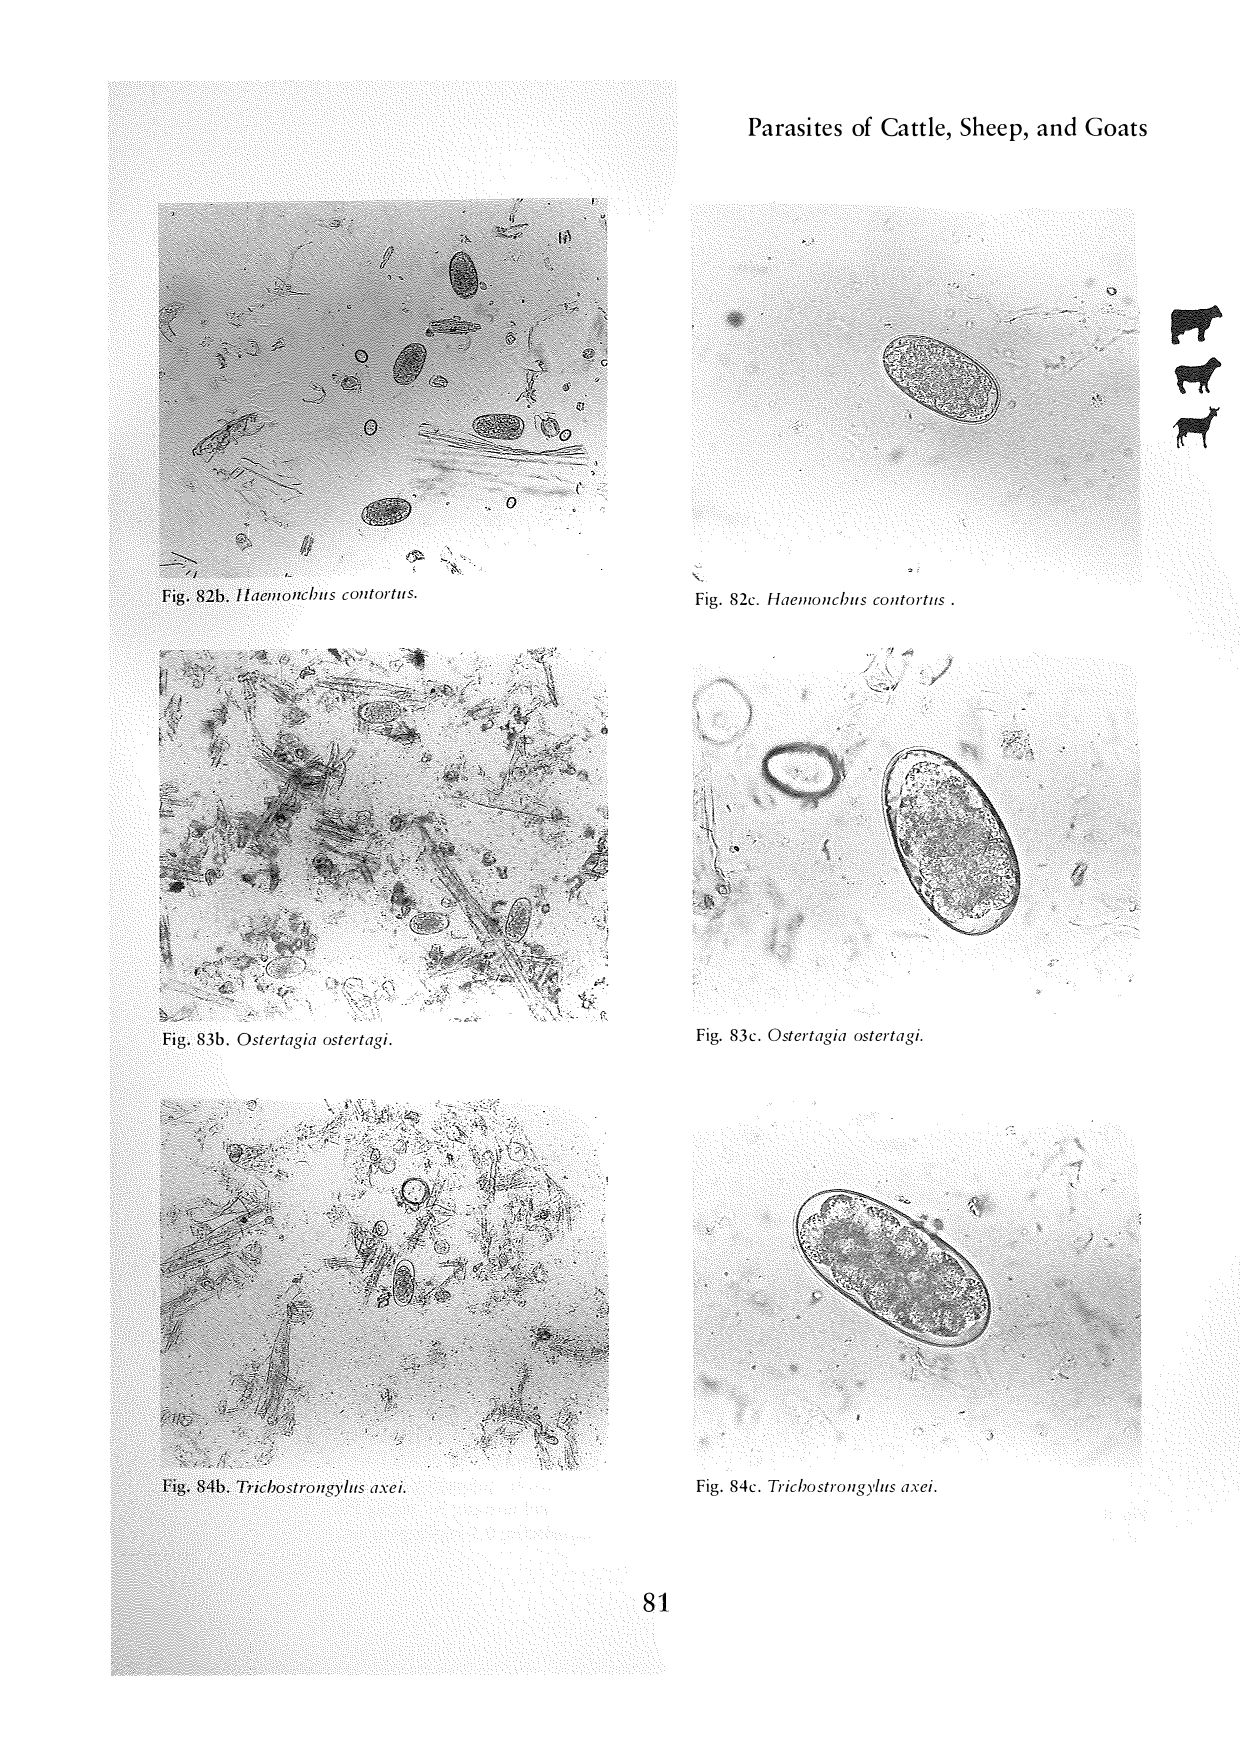 Parasites of Cattle, Sheep, and Goats
Fig. 82b. Haemonchus contortus.
Fig. 82c. Haemonchus contortus .
Fig. 83b. Ostertagia ostertagi.
Fig. 83c. Ostertagia ostertagi.
Fig. 84b. Trichostrongylus axei.
Fig. 84c. Trichostrongylus axei.
81